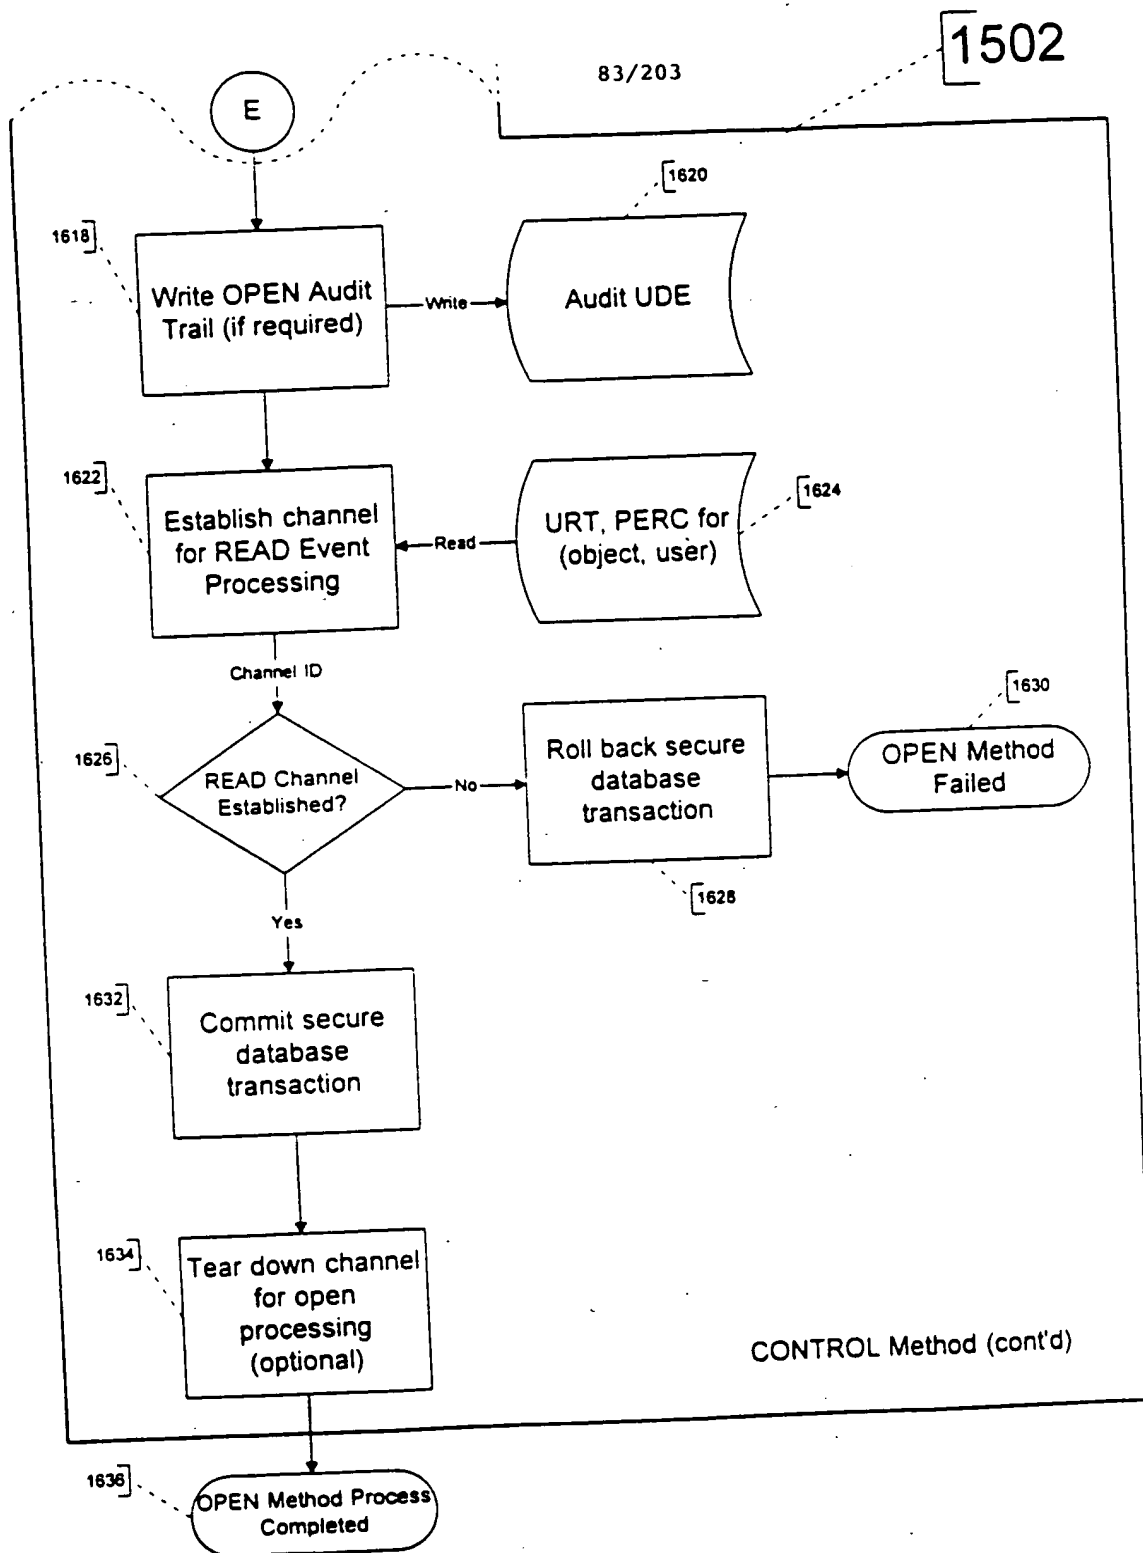 1502
83/203
E
1620
1618
Write OPEN Audit
Trail (if required)
Write
Audit UDE
1622
1624
Establish channel
for READ Event
Processing
Read
URT, PERC for
(object, user)
Channel ID
1630
1626
READ Channel
Established?
No
Roll back secure
database
transaction
OPEN Method
Failed
1628
Yes
1632
Commit secure
database
transaction
1634
Tear down channel
for open
processing
(optional)
CONTROL Method (cont'd)
1636
OPEN Method Process
Completed